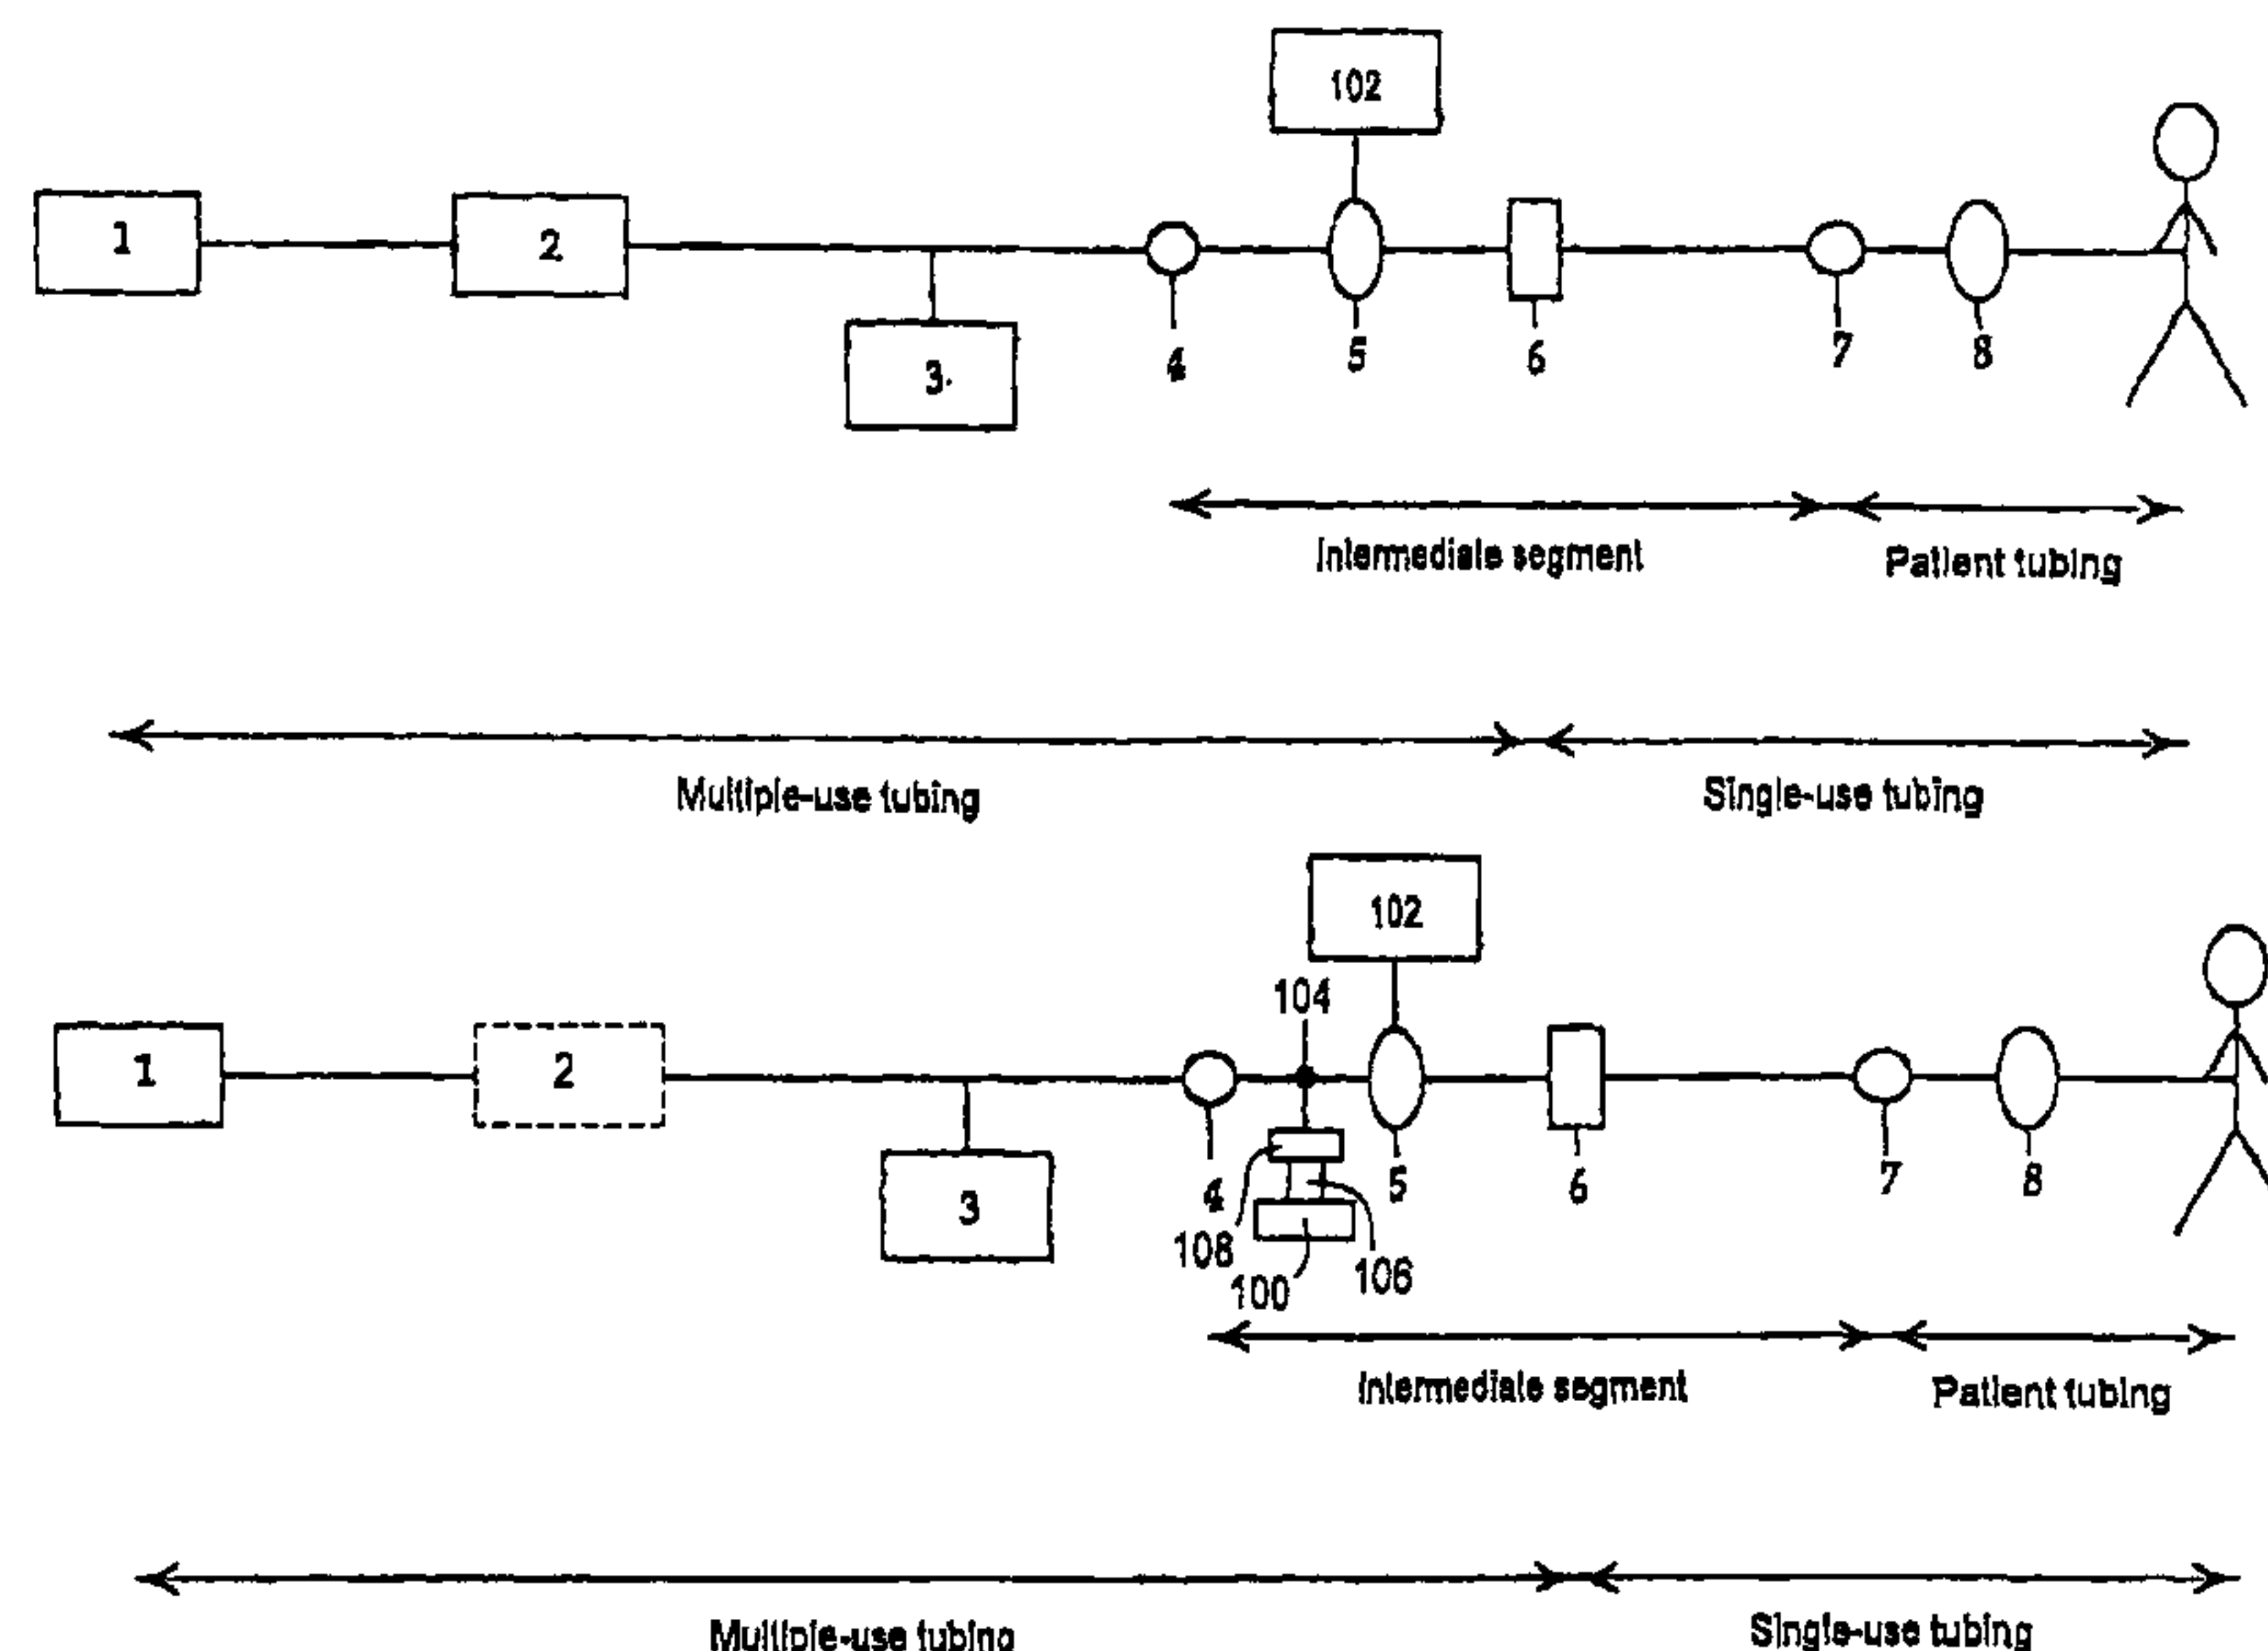 102
1
2
3.
4
5
6
7
8
Intermediate segment
Patient tubing
Multiple-use tubing
Single-use tubing
102
104
1
2
3
4
5
6
7
8
108
106
100
Intermediate segment
Patient tubing
Multiple-use tubing
Single-use tubing